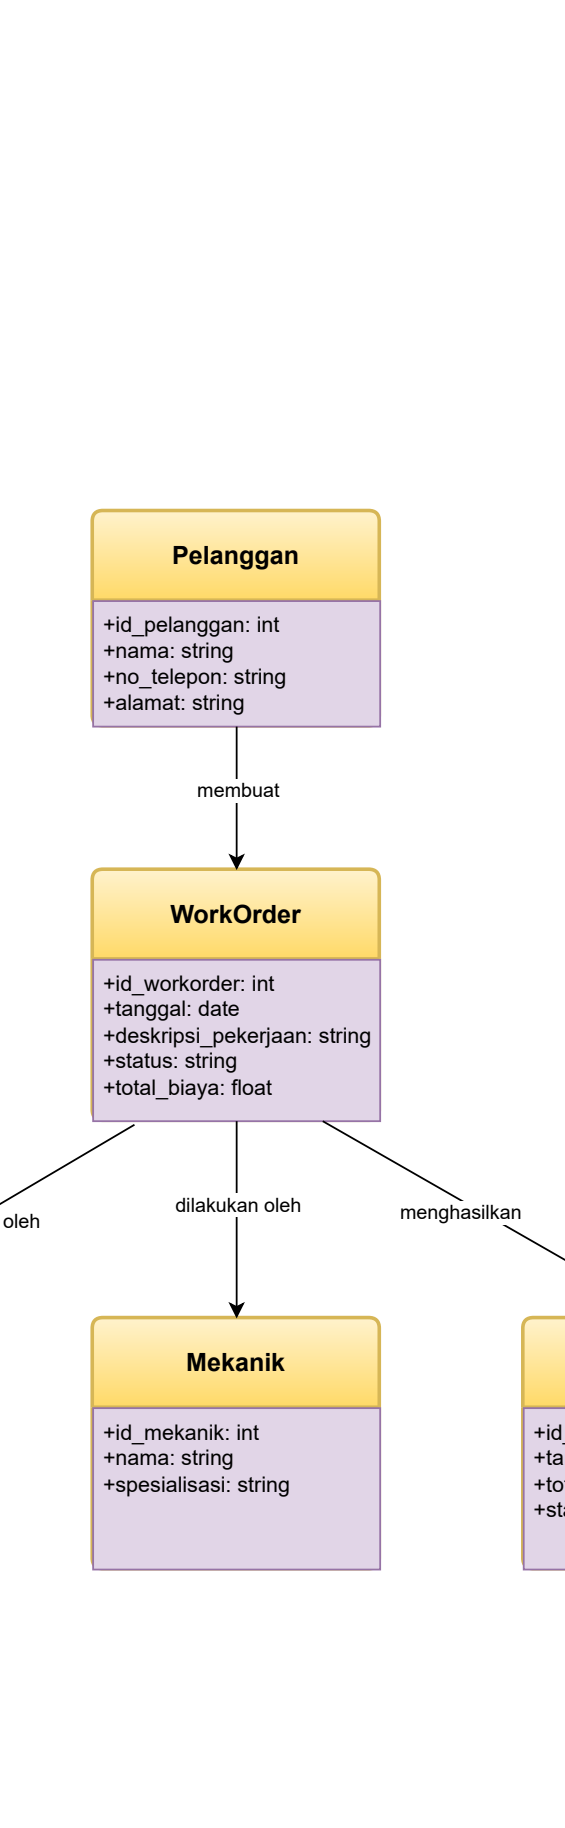 Pelanggan
+id_pelanggan: int
+nama: string
+no_telepon: string
+alamat: string
membuat
WorkOrder
+id_workorder: int
+tanggal: date
+deskripsi_pekerjaan: string
+status: string
+total_biaya: float
oleh
dilakukan oleh
menghasilkan
Mekanik
+id_mekanik: int
+nama: string
+spesialisasi: string